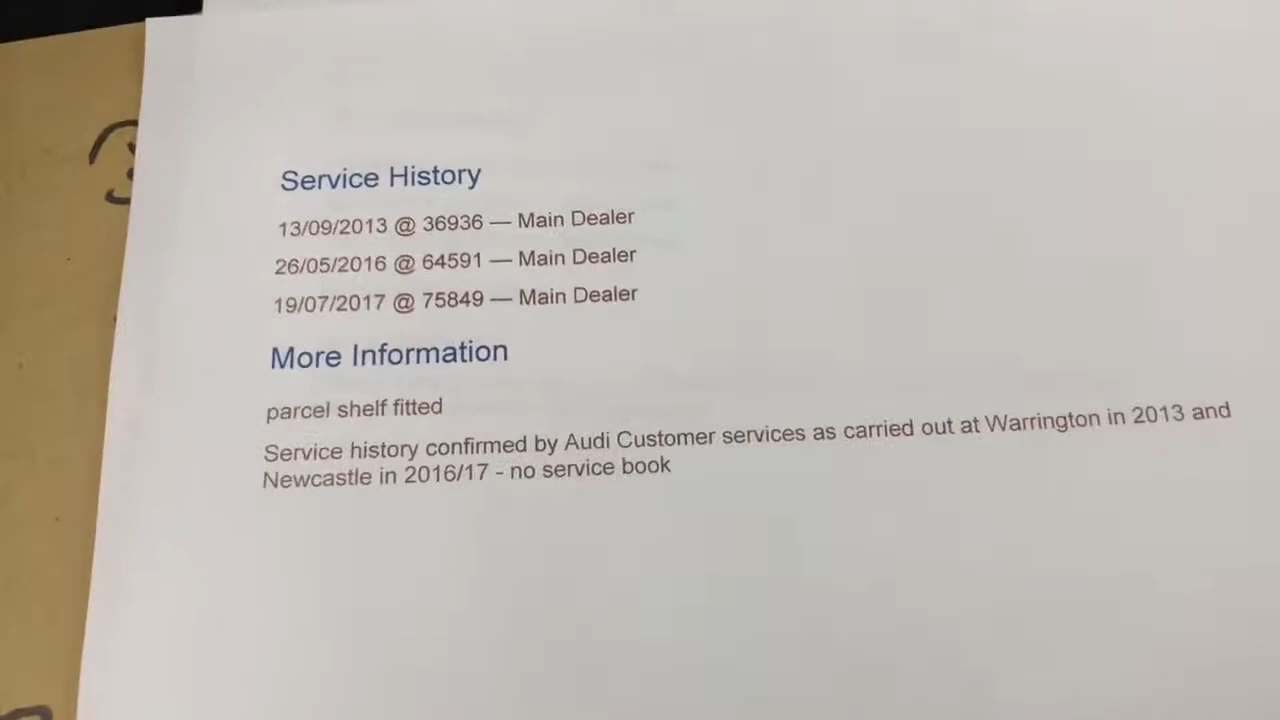 Service History
13/09/2013 @ 36936 — Main Dealer
26/05/2016 @ 64591 — Main Dealer
19/07/2017 @ 75849 — Main Dealer
More Information
parcel shelf fitted
Service history confirmed by Audi Customer services as carried out at Warrington in 2013 and
Newcastle in 2016/17 - no service book